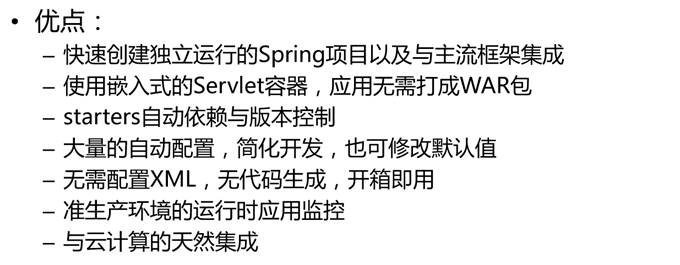 • 优点：
– 快速创建独立运行的Spring项目以及与主流框架集成
– 使用嵌入式的Servlet容器，应用无需打成WAR包
– starters自动依赖与版本控制
– 大量的自动配置，简化开发，也可修改默认值
– 无需配置XML，无代码生成，开箱即用
– 准生产环境的运行时应用监控
– 与云计算的天然集成